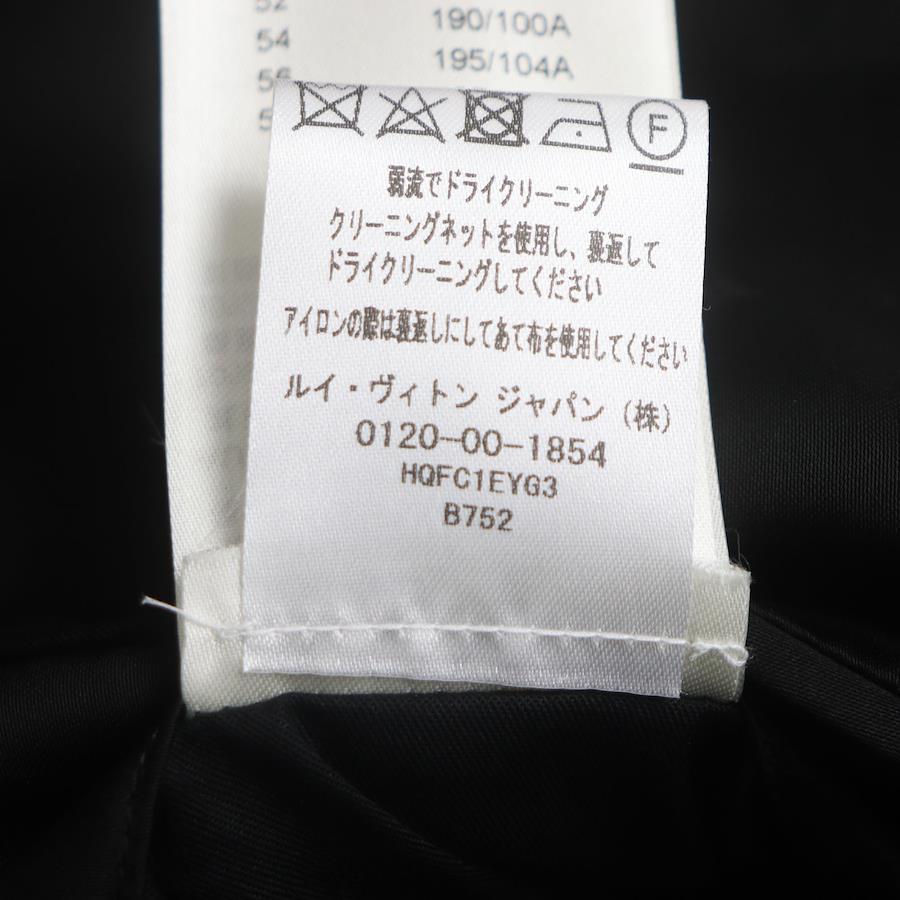 52 190/100A
54 195/104A
56
F
弱流でドライクリーニング
クリーニングネットを使用し、裏返して
ドライクリーニングしてください
アイロンの際は裏返しにしてあて布を使用してください
ルイ・ヴィトン ジャパン (株)
0120-00-1854
HQFC1EYG3
B752